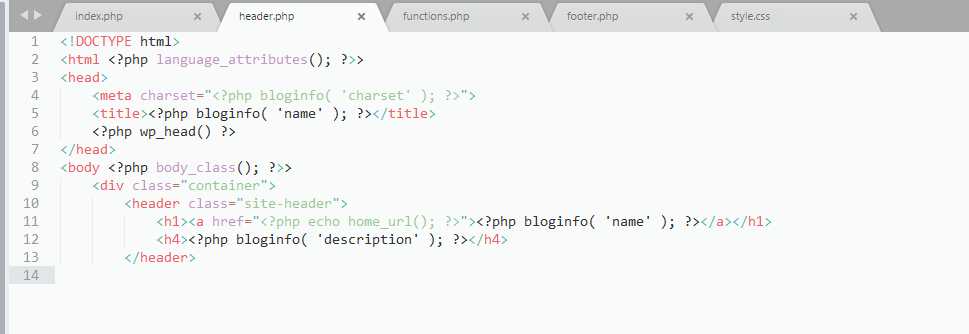 index.php × header.php × functions.php × footer.php × style.css ×
1 <!DOCTYPE html>
2 <html <?php language_attributes(); ?>>
3 <head>
4 <meta charset="<?php bloginfo( 'charset' ); ?>">
5 <title><?php bloginfo( 'name' ); ?></title>
6 <?php wp_head() ?>
7 </head>
8 <body <?php body_class(); ?>>
9 <div class="container">
10 <header class="site-header">
11 <h1><a href="<?php echo home_url(); ?>"><?php bloginfo( 'name' ); ?></a></h1>
12 <h4><?php bloginfo( 'description' ); ?></h4>
13 </header>
14